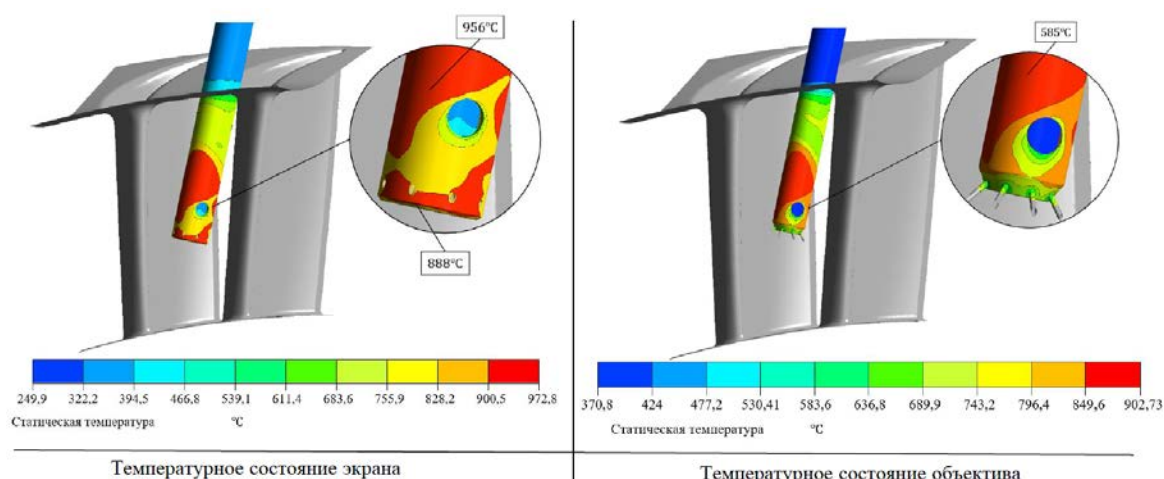 956°C
888°C
249,9 322,2 394,5 466,8 539,1 611,4 683,6 755,9 828,2 900,5 972,8
Статическая температура °C
Температурное состояние экрана
585°C
370,8 424 477,2 530,41 583,6 636,8 689,9 743,2 796,4 849,6 902,73
Статическая температура °C
Температурное состояние объектива